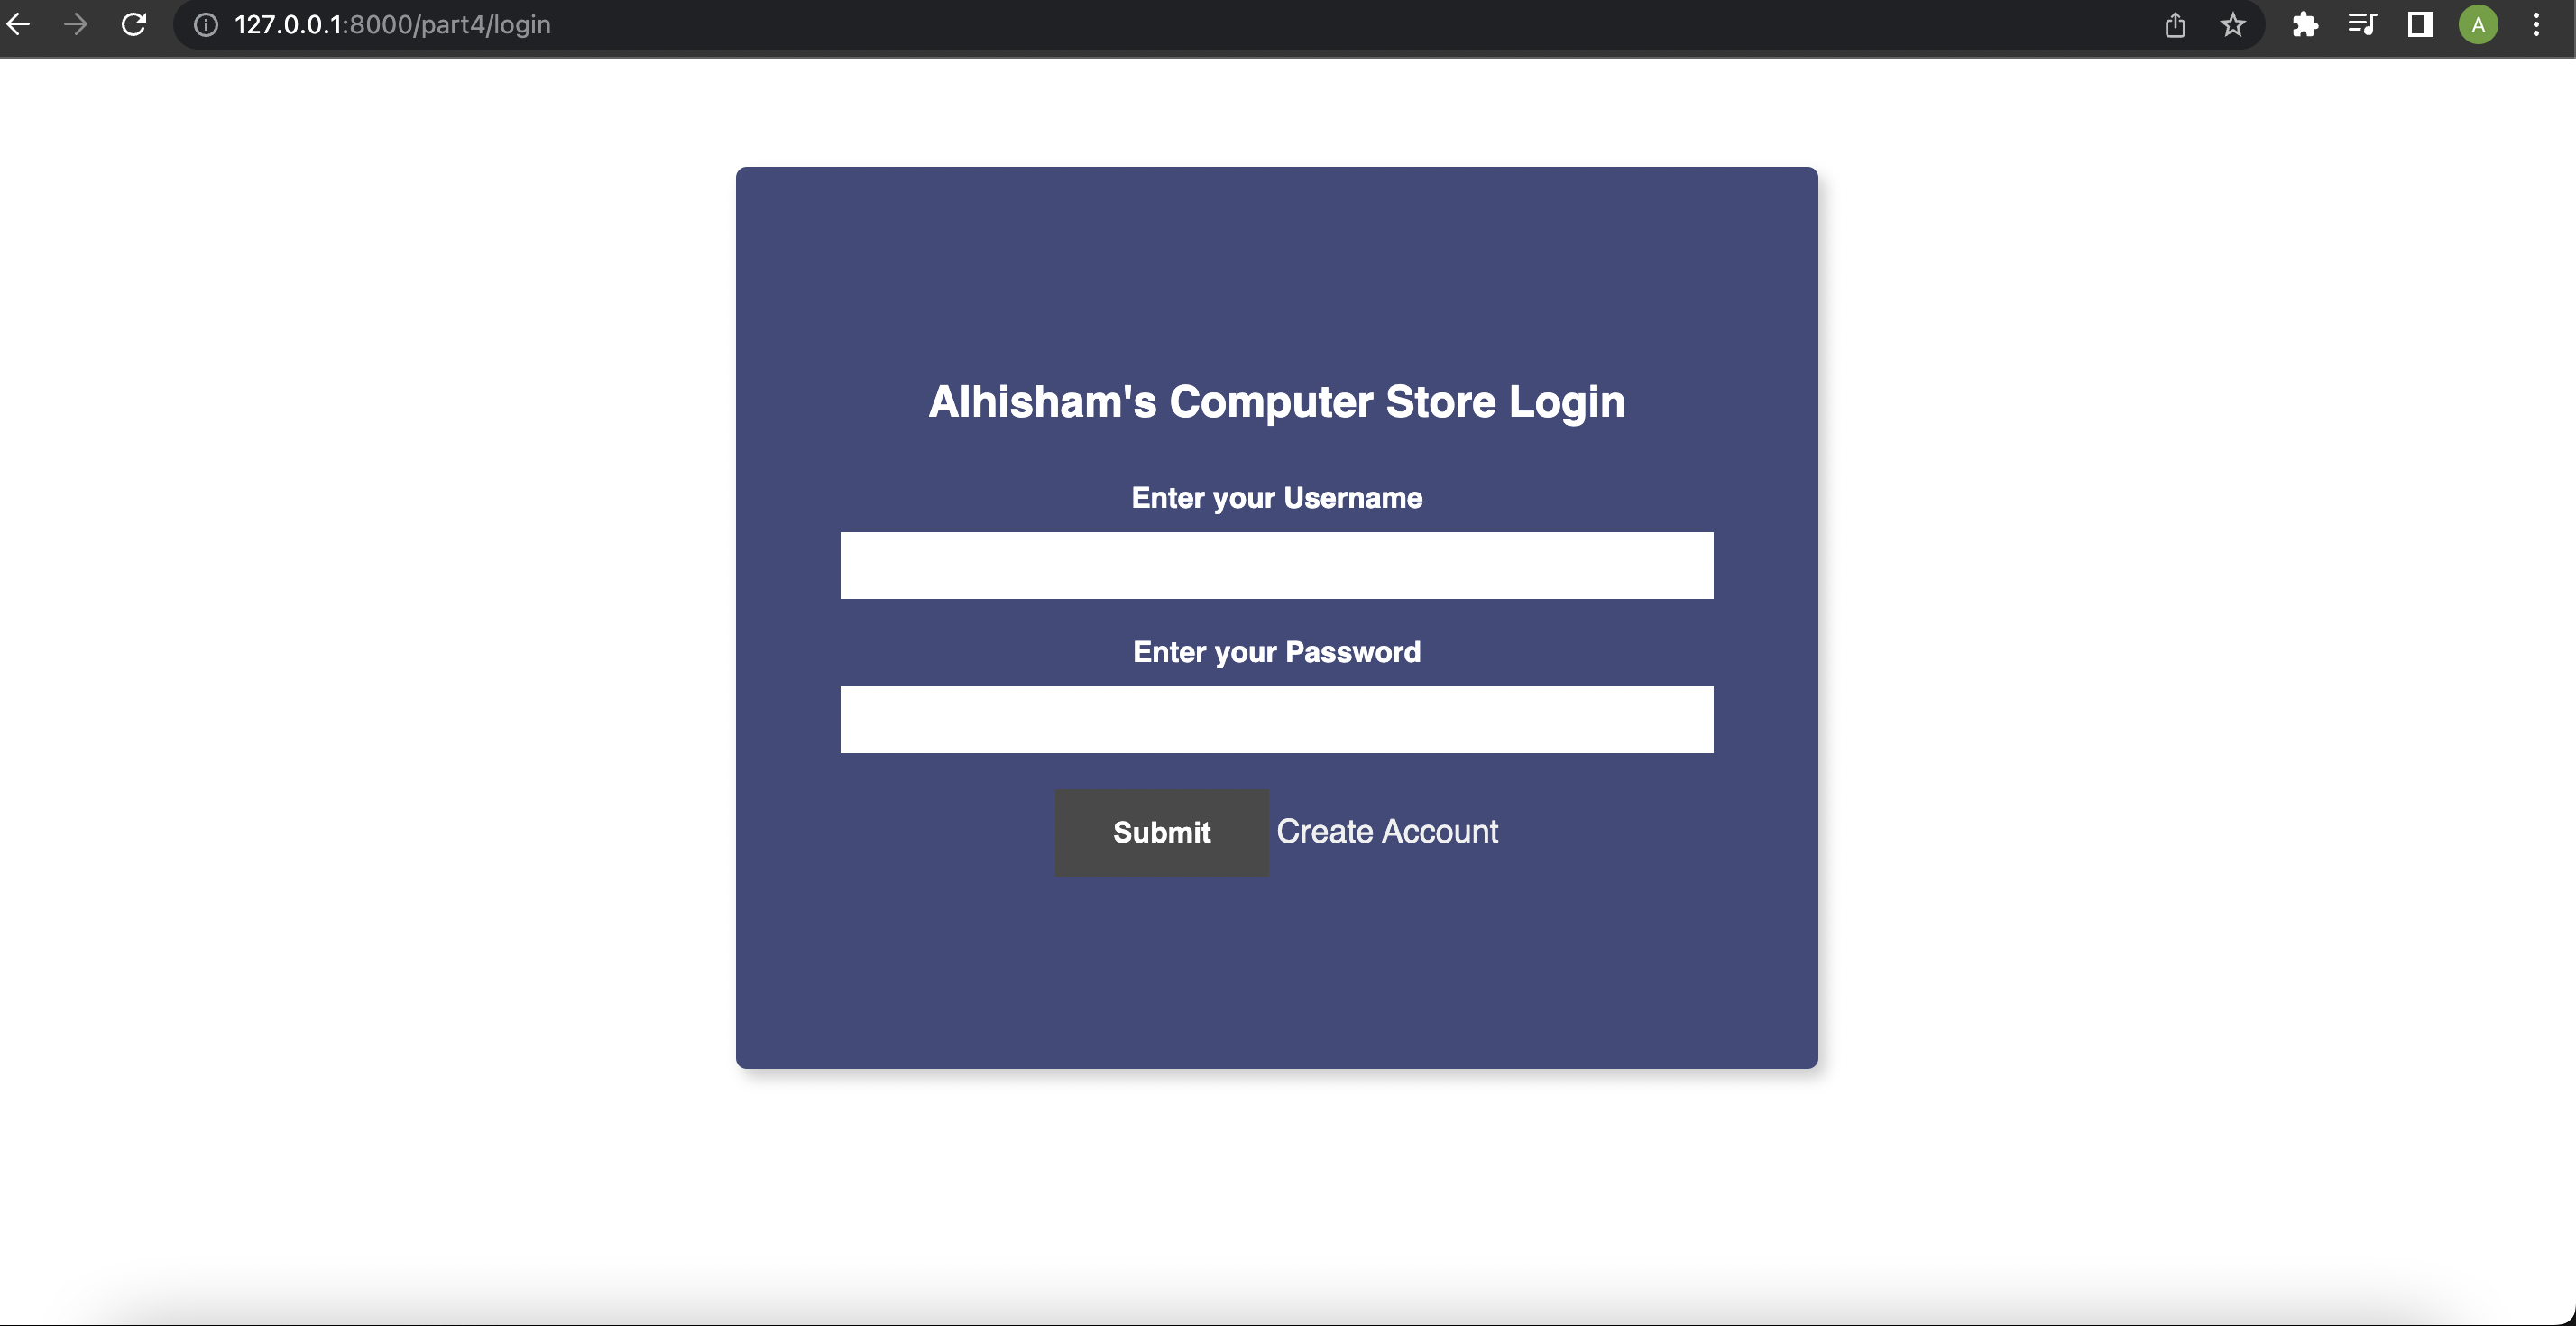 127.0.0.1:8000/part4/login
A
Alhisham's Computer Store Login
Enter your Username
Enter your Password
Submit Create Account